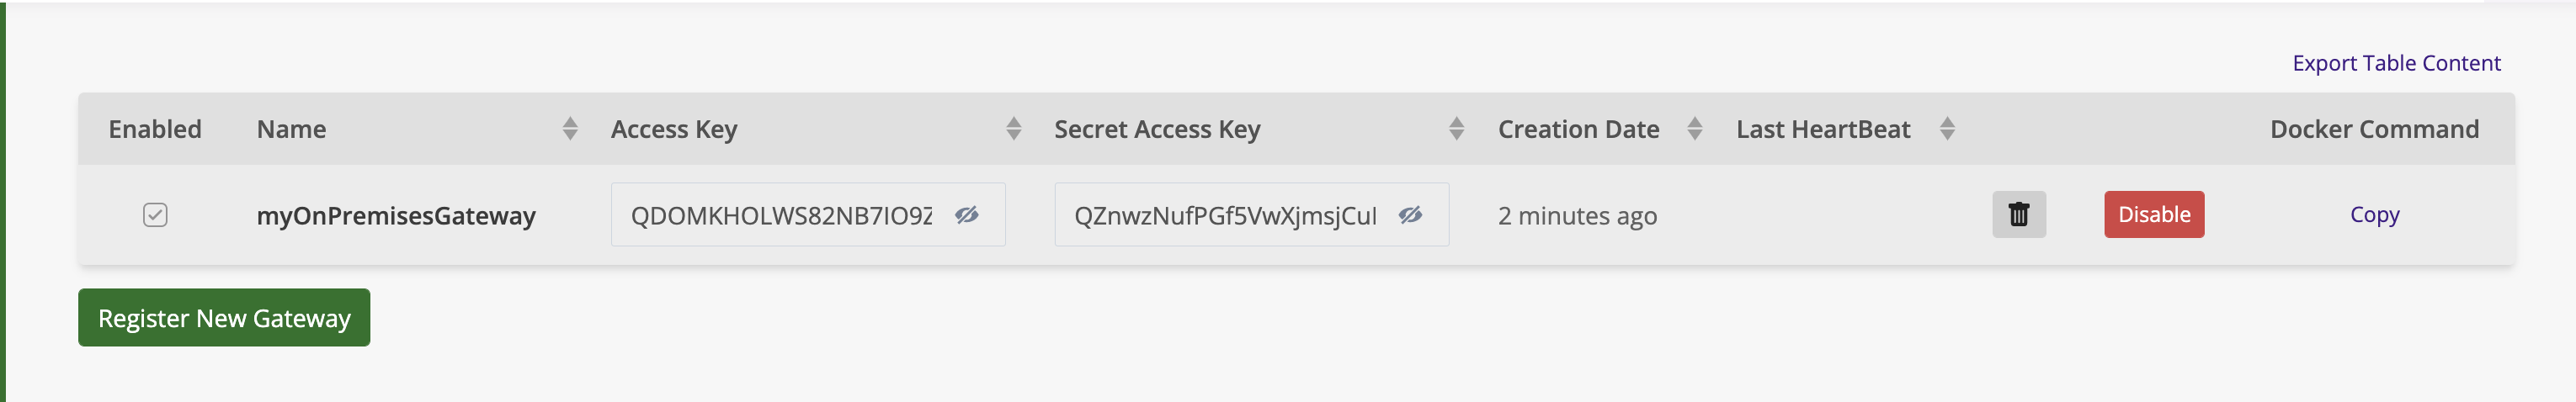 Export Table Content
Enabled Name Access Key Secret Access Key Creation Date Last HeartBeat Docker Command
myOnPremisesGateway QDOMKHOLWS82NB7IO9Z QZnwzNufPGf5VwXjmsjCul 2 minutes ago Disable Copy
Register New Gateway